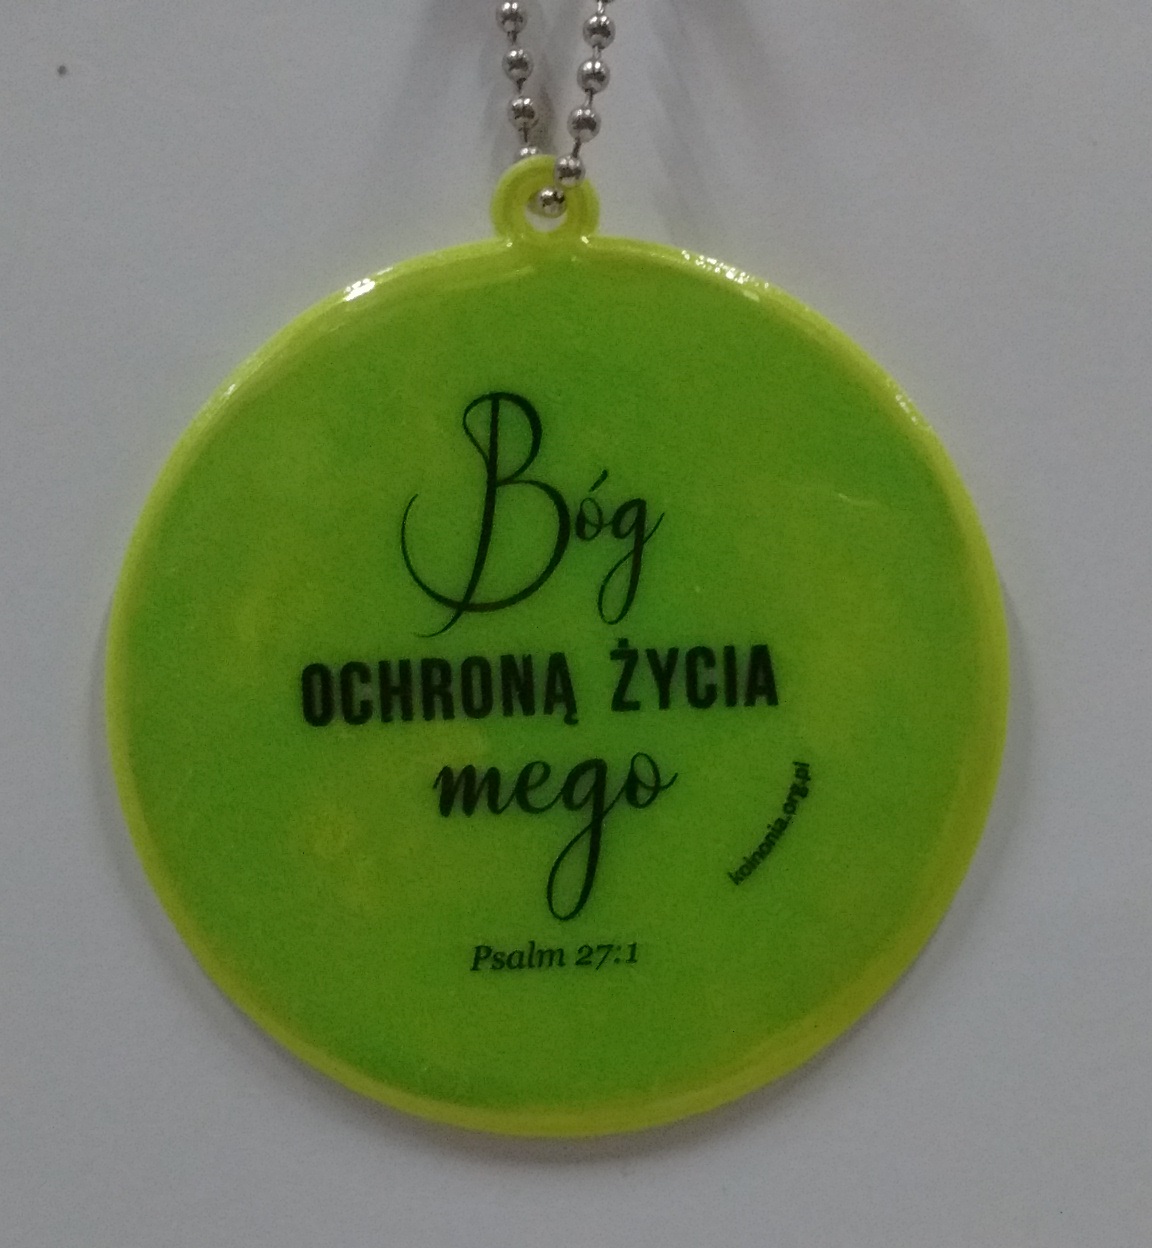 Bóg
OCHRONĄ ŻYCIA
mego
koinonia.org.pl
Psalm 27:1